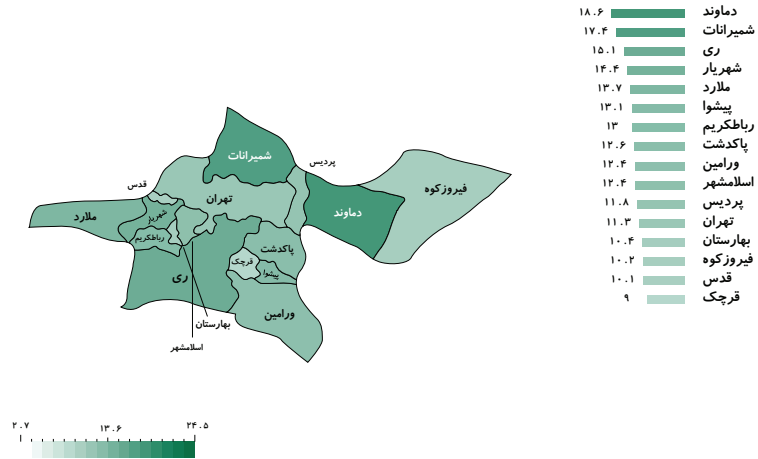 دماوند ۱۸.۶
شمیرانات ۱۷.۴
ری ۱۵.۱
شهریار ۱۴.۴
ملارد ۱۳.۷
پیشوا ۱۳.۱
رباطکریم ۱۳
پاکدشت ۱۲.۶
ورامین ۱۲.۴
اسلامشهر ۱۲.۴
پردیس ۱۱.۸
تهران ۱۱.۳
بهارستان ۱۰.۴
فیروزکوه ۱۰.۲
قدس ۱۰.۱
قرچک ۹
شمیرانات
پردیس
قدس
فیروزکوه
تهران
دماوند
شهریار
ملارد
رباطکریم
پاکدشت
قرچک
پیشوا
ری
ورامین
بهارستان
اسلامشهر
۲.۷ ۱۳.۶ ۲۴.۵